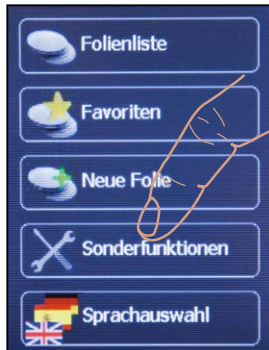 Folienliste
Favoriten
Neue Folie
Sonderfunktionen
Sprachauswahl